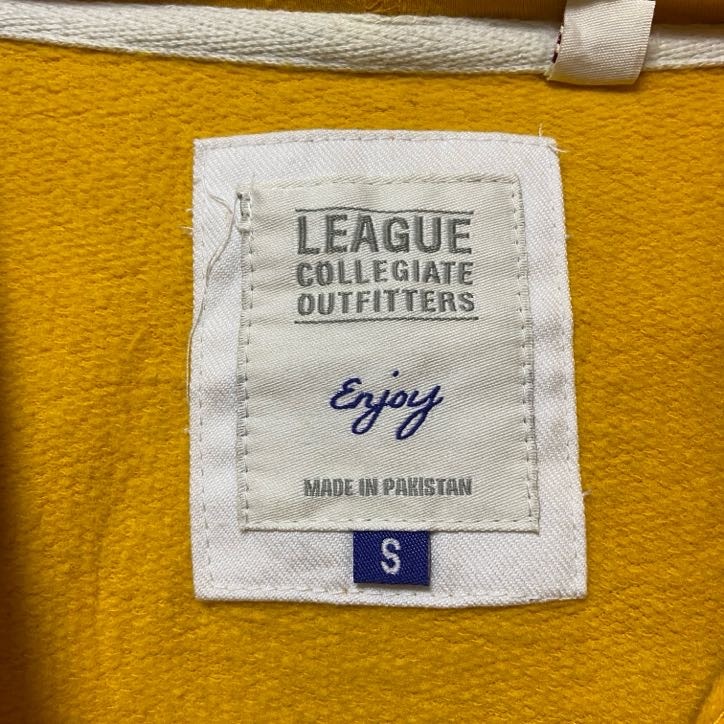 LEAGUE
COLLEGIATE
OUTFITTERS
Enjoy
MADE IN PAKISTAN
S